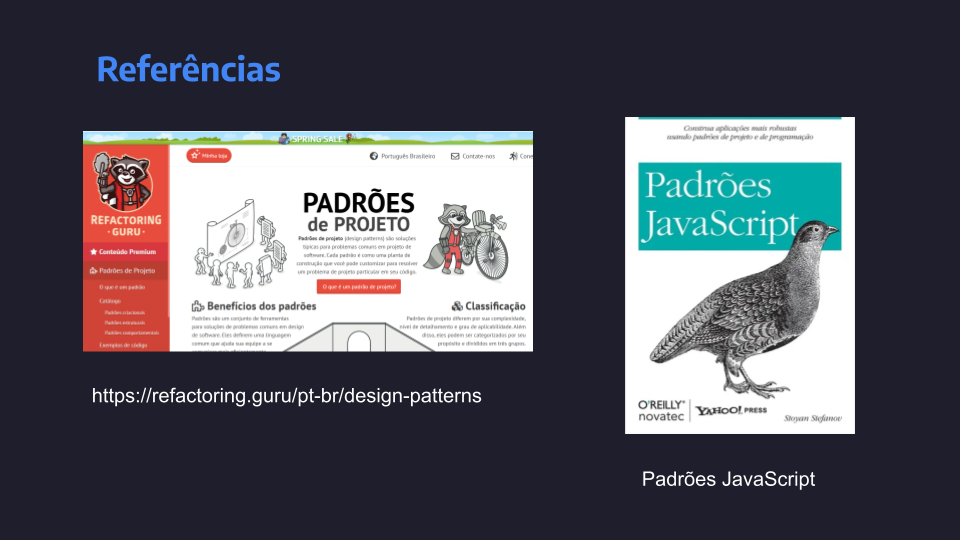 Referências
SPRING SALE
Minha loja
Português Brasileiro
Contate-nos
Cone
REFACTORING
·GURU·
Conteúdo Premium
Padrões de Projeto
O que é um padrão
Catálogo
Padrões criacionais
Padrões estruturais
Padrões comportamentais
Exemplos de código
PADRÕES
de PROJETO
Padrões de projeto (design patterns) são soluções
típicas para problemas comuns em projeto de
software. Cada padrão é como uma planta de
construção que você pode customizar para resolver
um problema de projeto particular em seu código.
O que é um padrão de projeto?
Benefícios dos padrões
Padrões são um conjunto de ferramentas
para soluções de problemas comuns em design
de software. Eles definem uma linguagem
comum que ajuda sua equipe a se
Classificação
Padrões de projeto diferem por sua complexidade,
nível de detalhamento e grau de aplicabilidade. Além
disso, eles podem ser categorizados por seu
propósito e divididos em três grupos.
https://refactoring.guru/pt-br/design-patterns
Construa aplicações mais robustas
usando padrões de projeto e de programação
Padrões
JavaScript
O'REILLY®
novatec
YAHOO! PRESS
Stoyan Stefanov
Padrões JavaScript